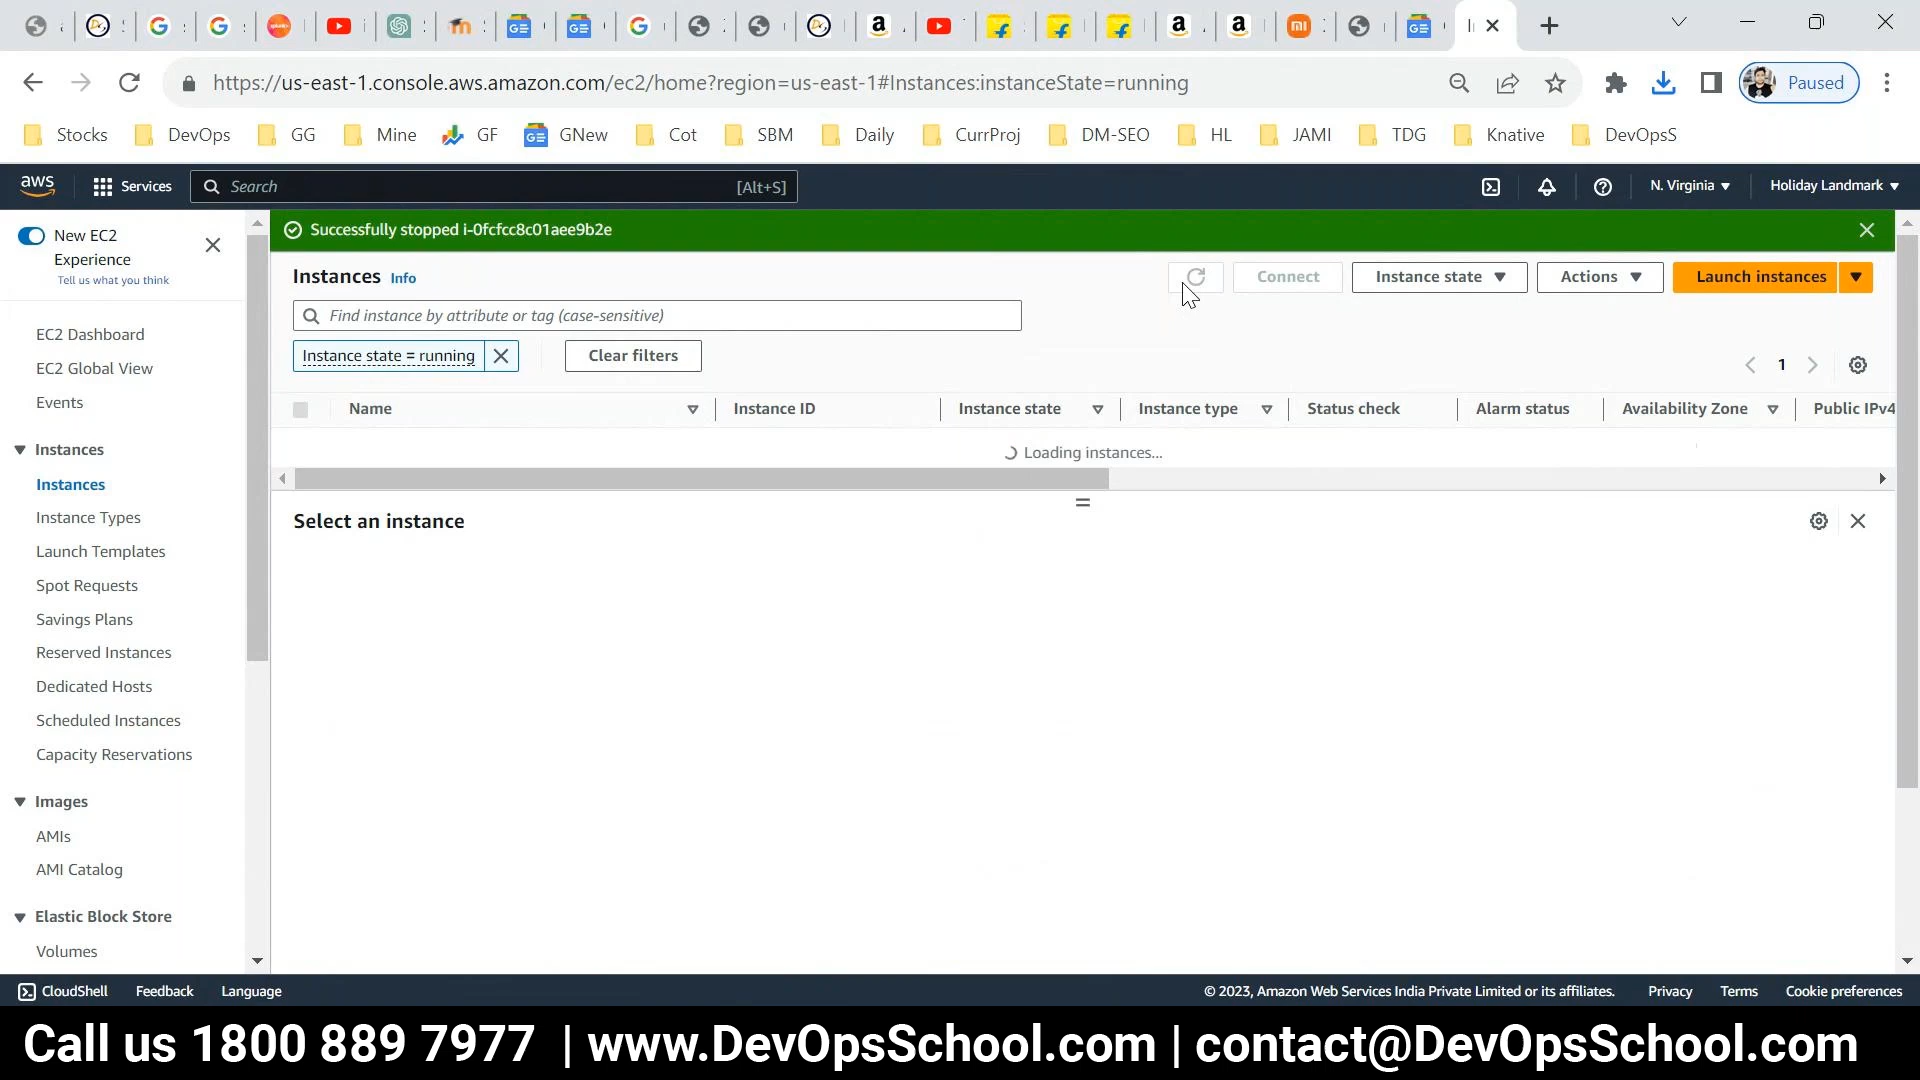 https://us-east-1.console.aws.amazon.com/ec2/home?region=us-east-1#Instances:instanceState=running
Paused
Stocks
DevOps
GG
Mine
GF
GNew
Cot
SBM
Daily
CurrProj
DM-SEO
HL
JAMI
TDG
Knative
DevOpsS
aws
Services
Search
[Alt+S]
N. Virginia
Holiday Landmark
New EC2
Experience
Tell us what you think
Successfully stopped i-0fcfcc8c01aee9b2e
Instances Info
Connect
Instance state
Actions
Launch instances
Find instance by attribute or tag (case-sensitive)
Instance state = running
Clear filters
1
Name
Instance ID
Instance state
Instance type
Status check
Alarm status
Availability Zone
Public IPv4
Loading instances...
Select an instance
EC2 Dashboard
EC2 Global View
Events
Instances
Instances
Instance Types
Launch Templates
Spot Requests
Savings Plans
Reserved Instances
Dedicated Hosts
Scheduled Instances
Capacity Reservations
Images
AMIs
AMI Catalog
Elastic Block Store
Volumes
CloudShell
Feedback
Language
© 2023, Amazon Web Services India Private Limited or its affiliates.
Privacy
Terms
Cookie preferences
Call us 1800 889 7977 | www.DevOpsSchool.com | contact@DevOpsSchool.com